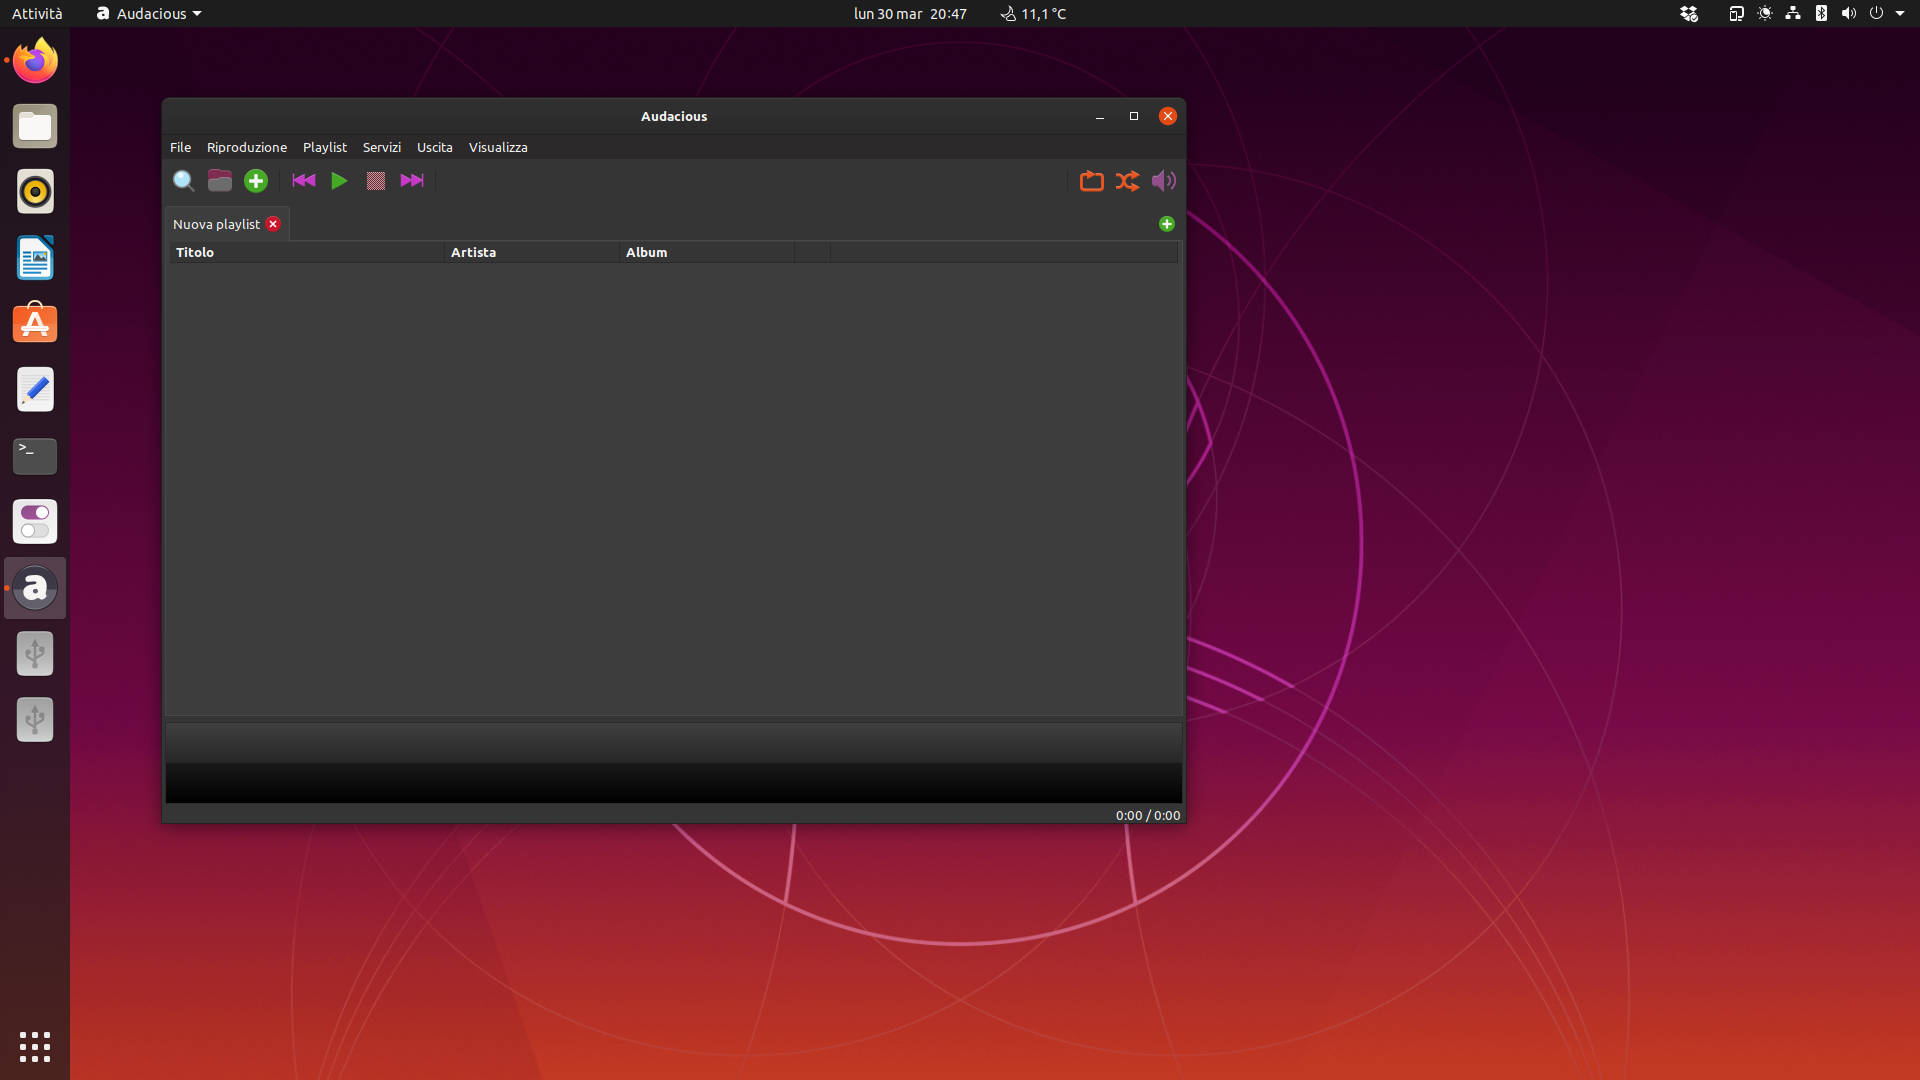 Attività Audacious lun 30 mar 20:47 11,1 °C
Audacious
File Riproduzione Playlist Servizi Uscita Visualizza
Nuova playlist
Titolo Artista Album
0:00 / 0:00